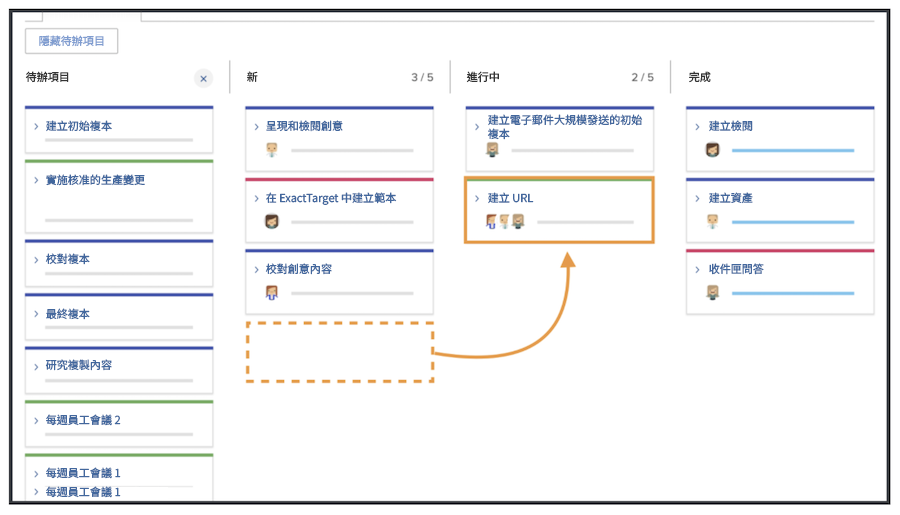 隱藏待辦項目
待辦項目
×
建立初始複本
實施核准的生產變更
校對複本
最終複本
研究複製內容
每週員工會議 2
每週員工會議 1
每週員工會議 1
新
3 / 5
呈現和檢閱創意
在 ExactTarget 中建立範本
校對創意內容
進行中
2 / 5
建立電子郵件大規模發送的初始
複本
建立 URL
完成
建立檢閱
建立資產
收件匣問答